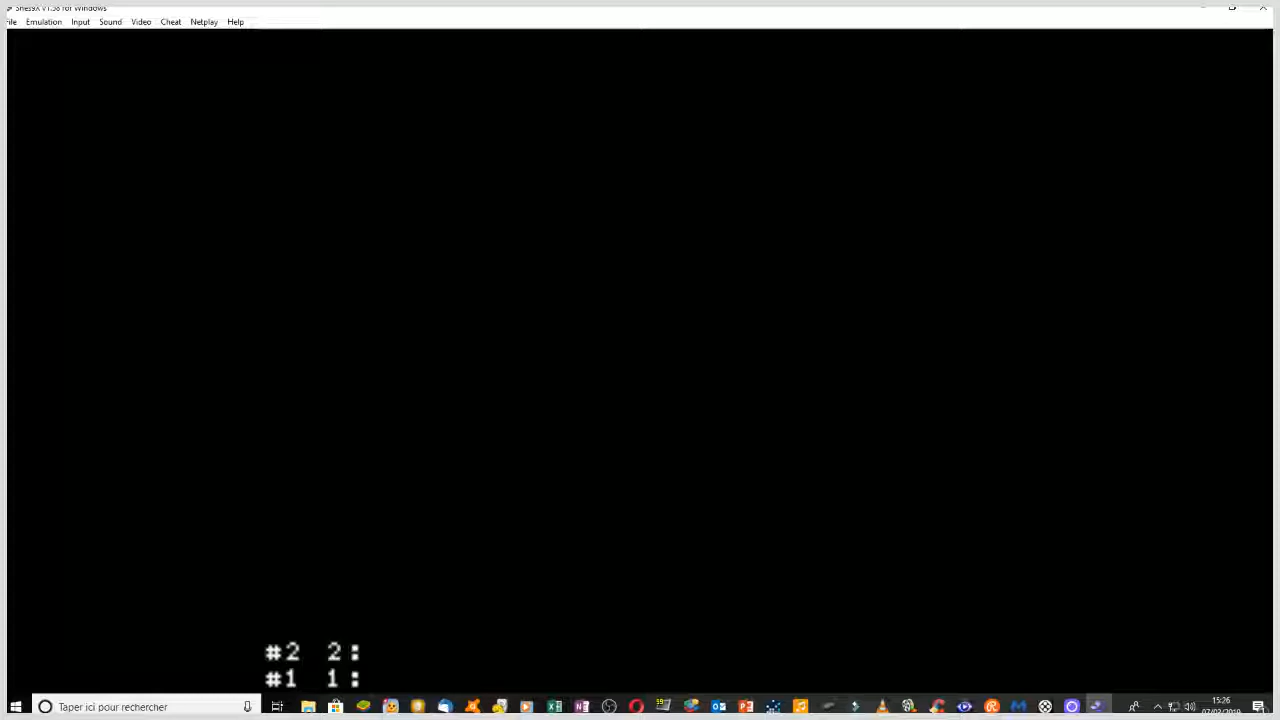 Snes9X v1.58 for Windows
File Emulation Input Sound Video Cheat Netplay Help
#2 2:
#1 1:
Taper ici pour rechercher
15:26